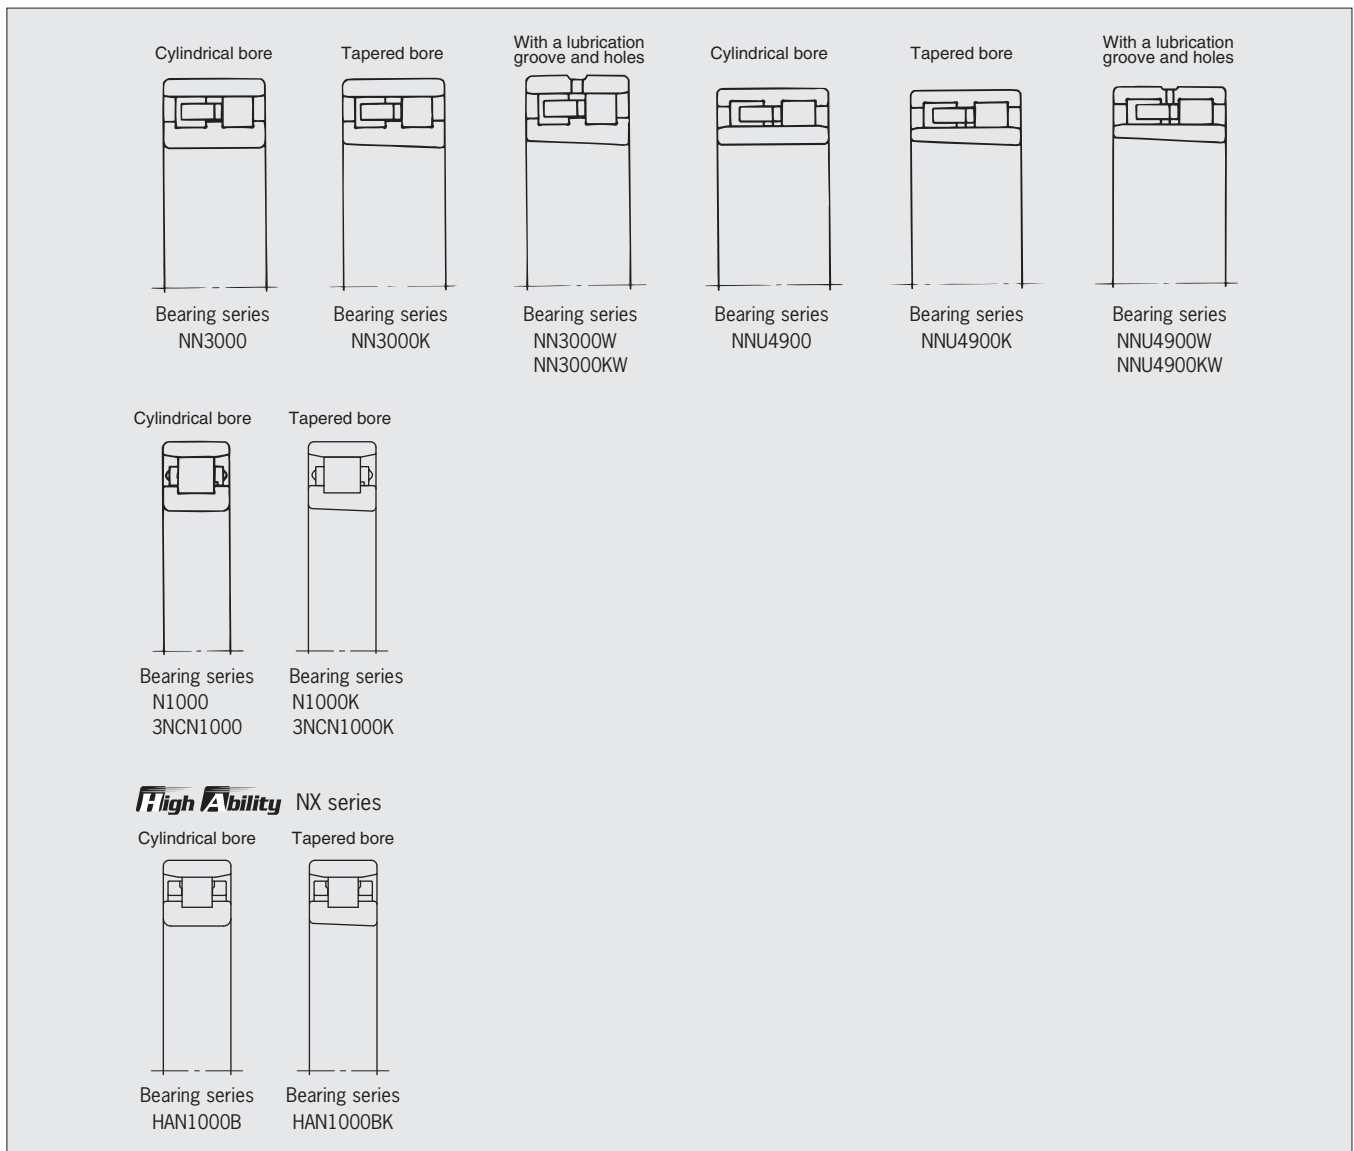 Cylindrical bore
Tapered bore
With a lubrication
groove and holes
Cylindrical bore
Tapered bore
With a lubrication
groove and holes
Bearing series
NN3000
Bearing series
NN3000K
Bearing series
NN3000W
NN3000KW
Bearing series
NNU4900
Bearing series
NNU4900K
Bearing series
NNU4900W
NNU4900KW
Cylindrical bore
Tapered bore
Bearing series
N1000
3NCN1000
Bearing series
N1000K
3NCN1000K
High Ability NX series
Cylindrical bore
Tapered bore
Bearing series
HAN1000B
Bearing series
HAN1000BK